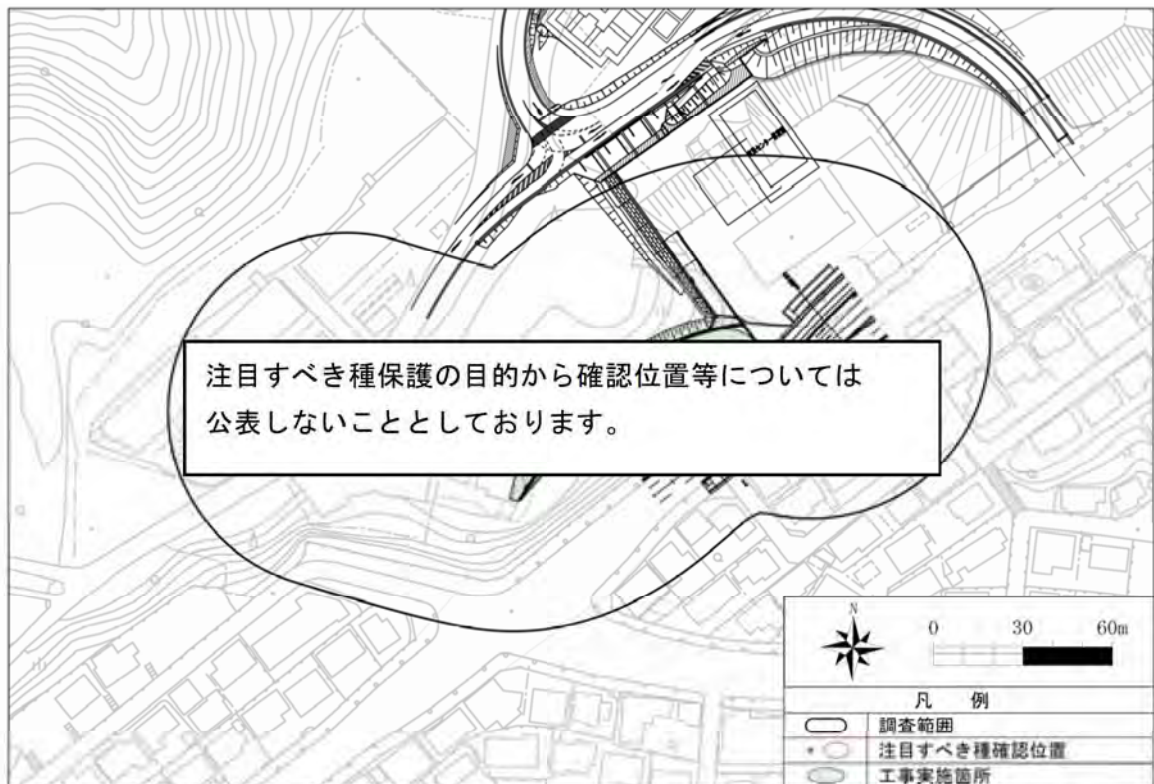 注目すべき種保護の目的から確認位置等については
公表しないこととしております。
N
0 30 60m
凡 例
調査範囲
注目すべき種確認位置
工事実施箇所